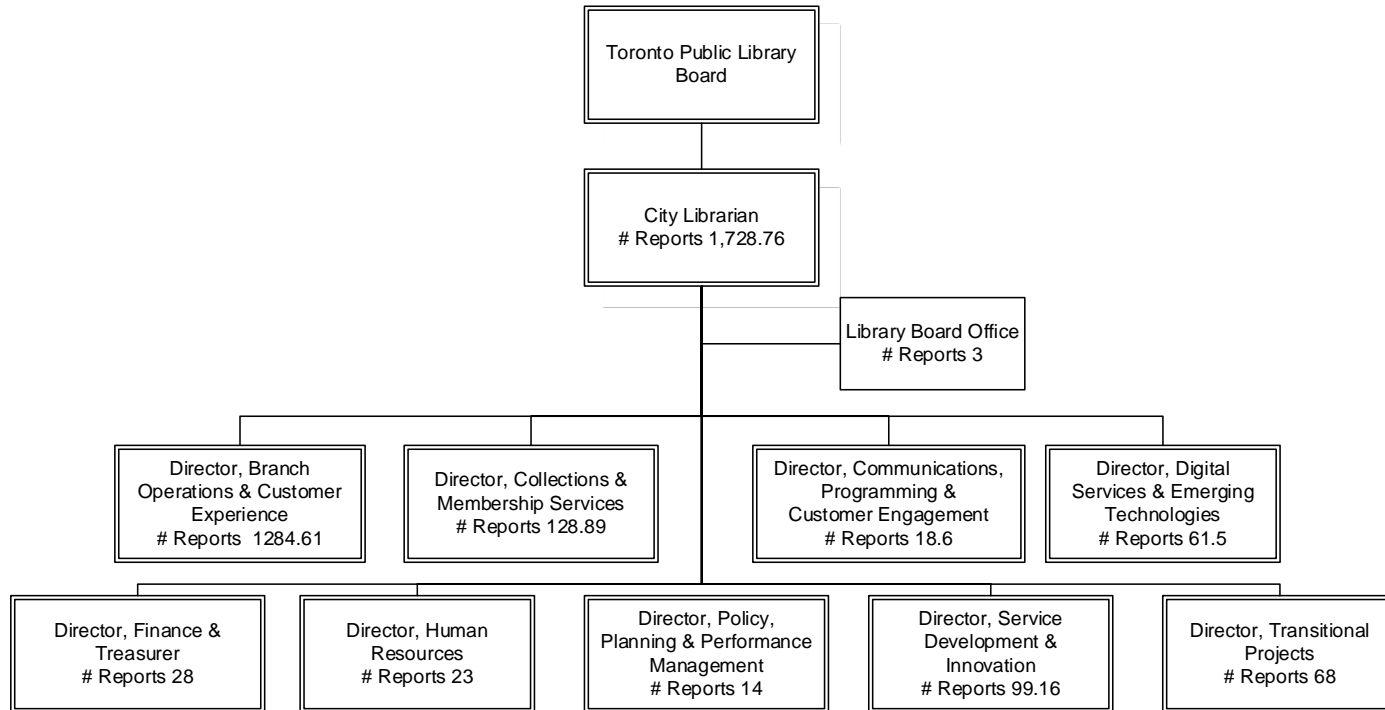 Toronto Public Library
Board
City Librarian
# Reports 1,728.76
Library Board Office
# Reports 3
Director, Branch
Operations & Customer
Experience
# Reports 1284.61
Director, Collections &
Membership Services
# Reports 128.89
Director, Communications,
Programming &
Customer Engagement
# Reports 18.6
Director, Digital
Services & Emerging
Technologies
# Reports 61.5
Director, Finance &
Treasurer
# Reports 28
Director, Human
Resources
# Reports 23
Director, Policy,
Planning & Performance
Management
# Reports 14
Director, Service
Development &
Innovation
# Reports 99.16
Director, Transitional
Projects
# Reports 68